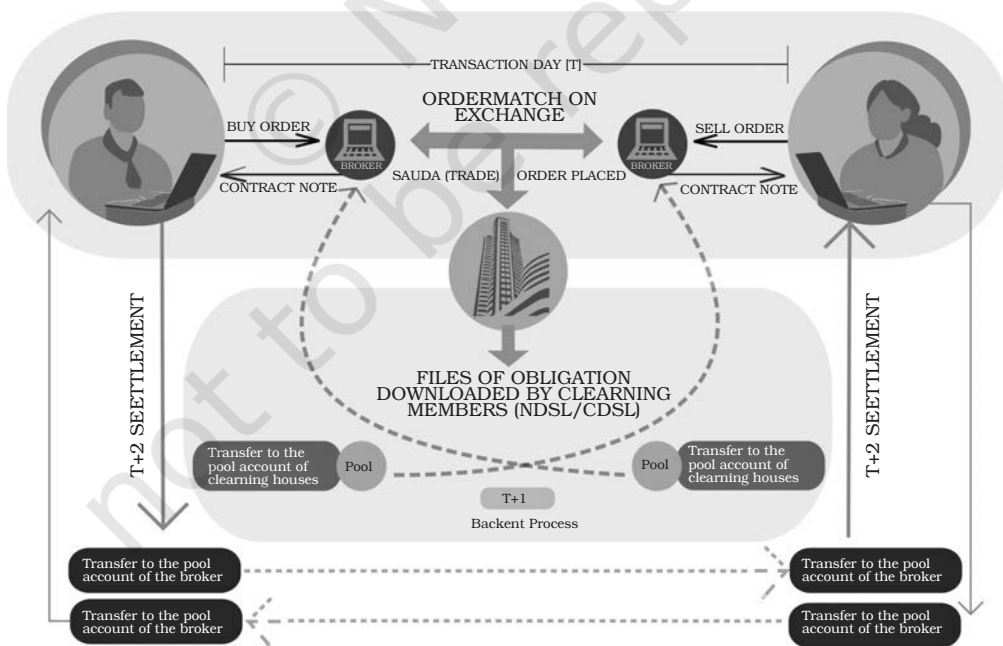 TRANSACTION DAY [T]
ORDERMATCH ON
EXCHANGE
BUY ORDER
SELL ORDER
BROKER
BROKER
CONTRACT NOTE
SAUDA (TRADE)
ORDER PLACED
CONTRACT NOTE
T+2 SEETTLEMENT
T+2 SEETTLEMENT
FILES OF OBLIGATION
DOWNLOADED BY CLEARNING
MEMBERS (NDSL/CDSL)
Transfer to the
pool account of
clearning houses
Pool
Pool
Transfer to the
pool account of
clearning houses
T+1
Backent Process
Transfer to the pool
account of the broker
Transfer to the pool
account of the broker
Transfer to the pool
account of the broker
Transfer to the pool
account of the broker
© N
not to be rep